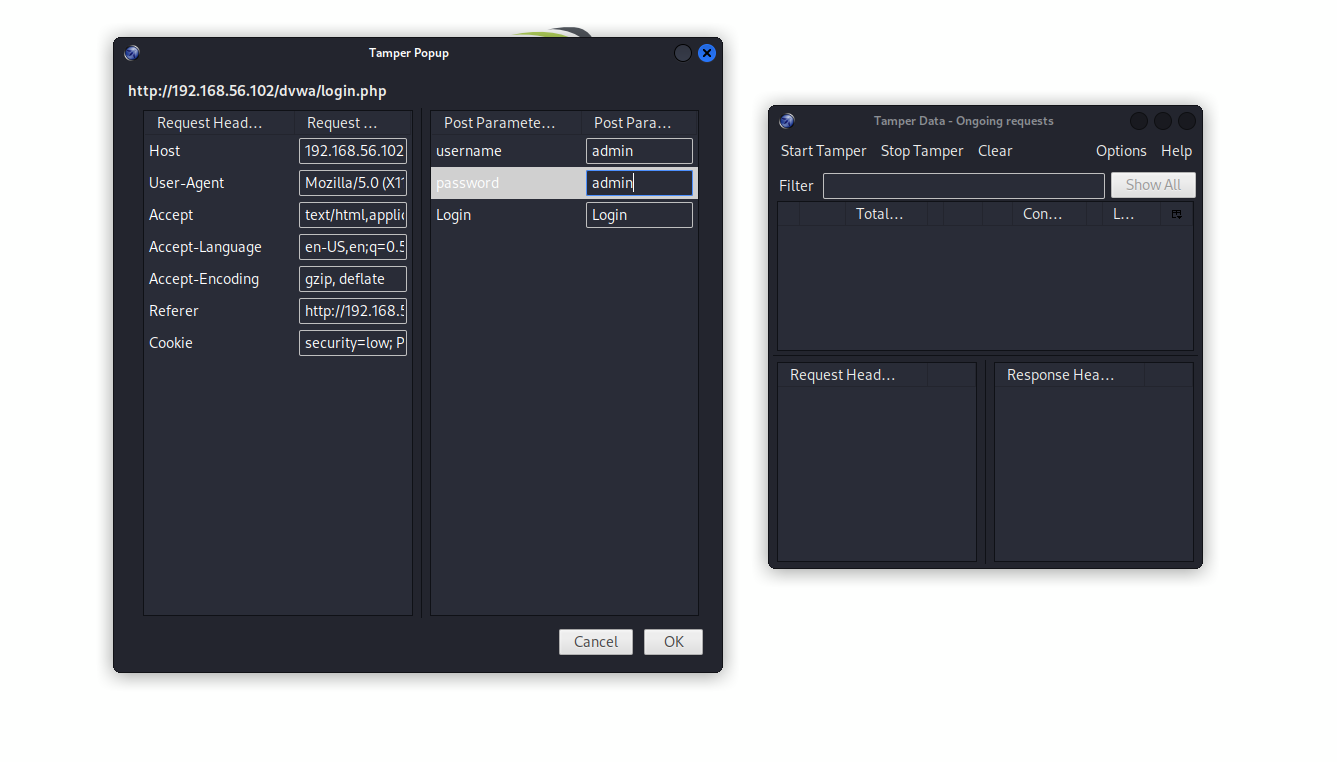 Tamper Popup
http://192.168.56.102/dvwa/login.php
Request Head… Request …
Host 192.168.56.102
User-Agent Mozilla/5.0 (X1
Accept text/html,applic
Accept-Language en-US,en;q=0.5
Accept-Encoding gzip, deflate
Referer http://192.168.5
Cookie security=low; P
Post Paramete… Post Para…
username admin
password admin
Login Login
Cancel OK
Tamper Data - Ongoing requests
Start Tamper Stop Tamper Clear Options Help
Filter Show All
Total… Con… L…
Request Head… Response Hea…